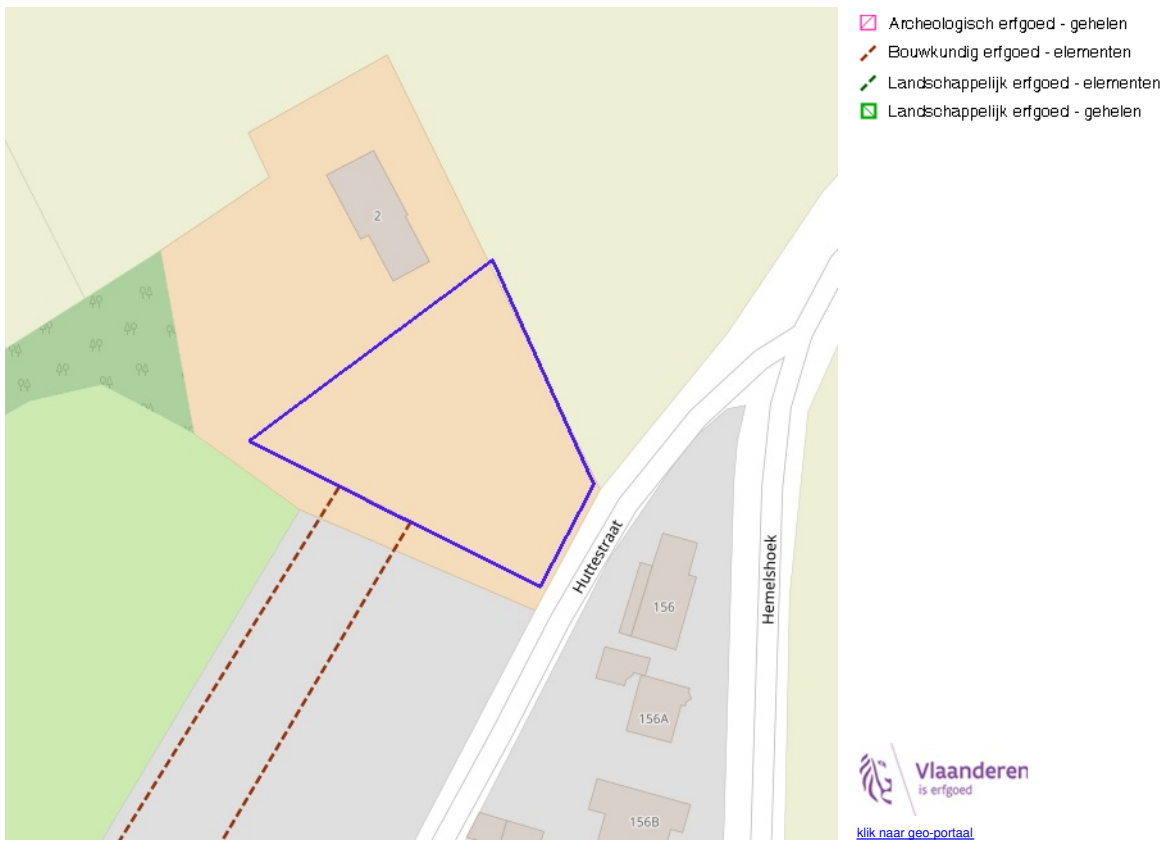 Archeologisch erfgoed - gehelen
Bouwkundig erfgoed - elementen
Landschappelijk erfgoed - elementen
Landschappelijk erfgoed - gehelen
2
Huttestraat
Hemelshoek
156
156A
156B
Vlaanderen
is erfgoed
klik naar geo-portaal